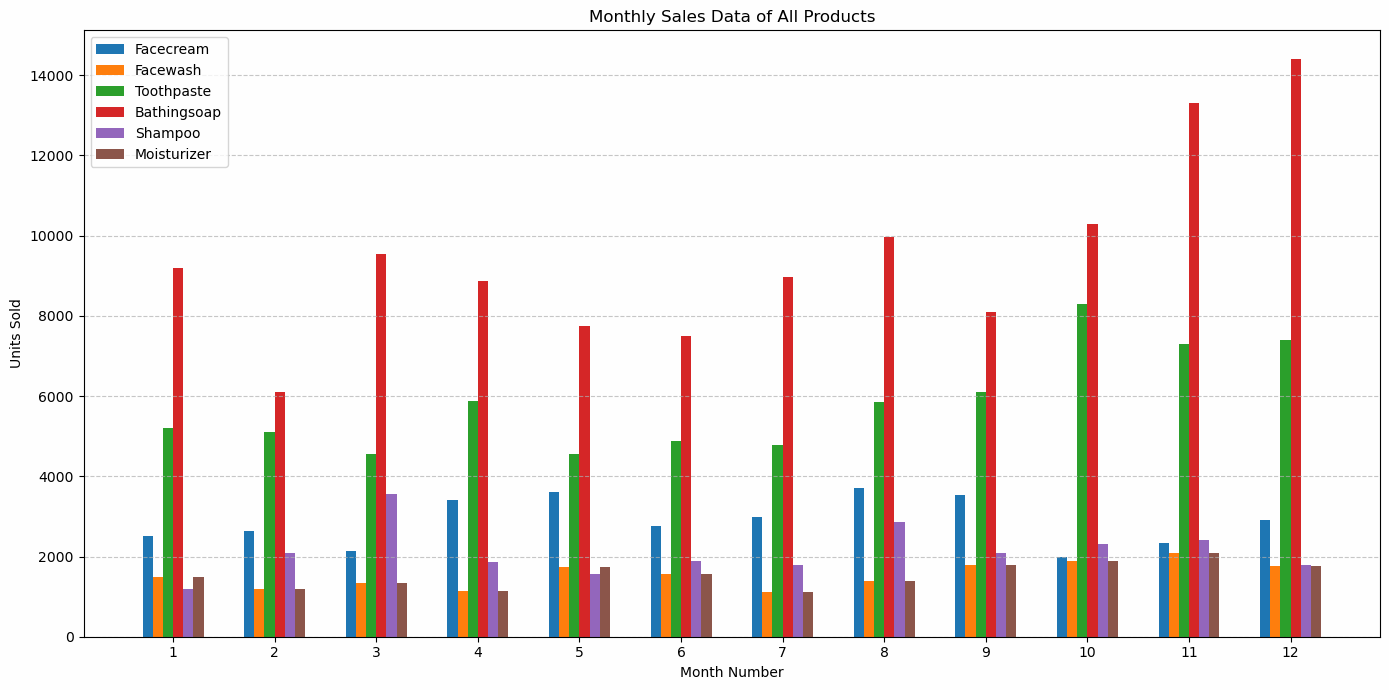 Monthly Sales Data of All Products
Facecream
Facewash
Toothpaste
Bathingsoap
Shampoo
Moisturizer
14000
12000
10000
8000
6000
4000
2000
0
Units Sold
1 2 3 4 5 6 7 8 9 10 11 12
Month Number